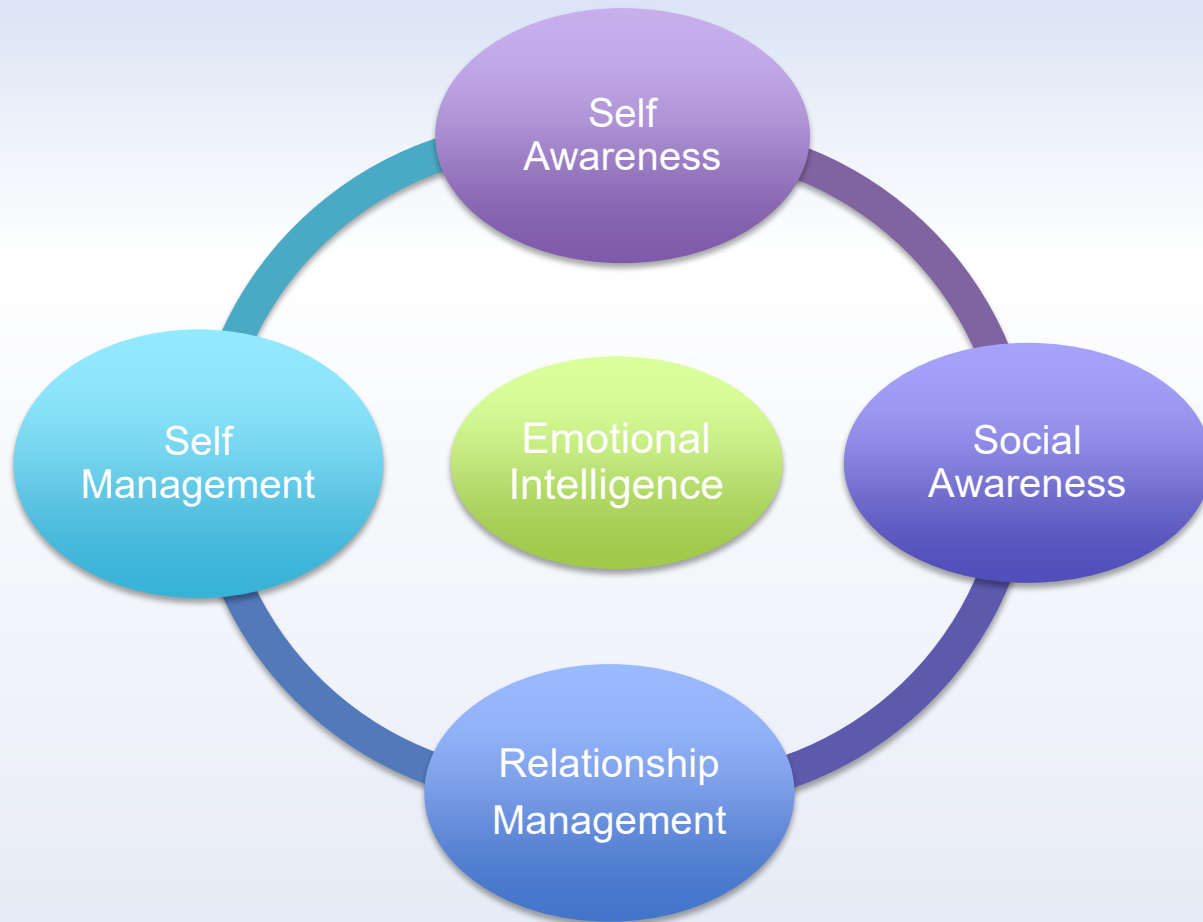 Self
Awareness
Self
Management
Emotional
Intelligence
Social
Awareness
Relationship
Management